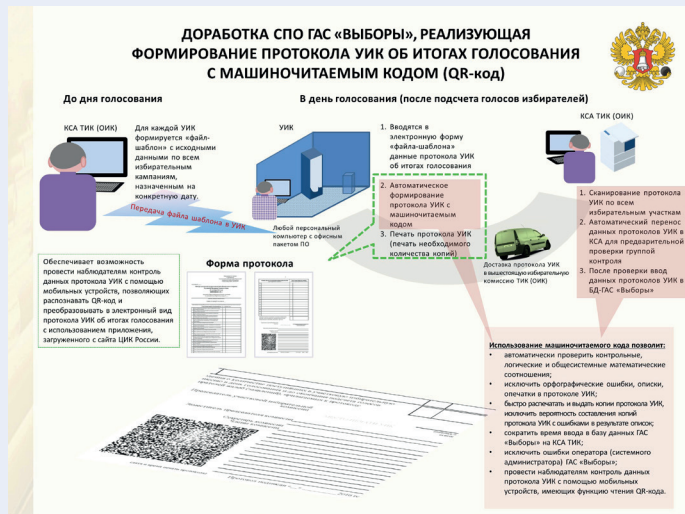 ДОРАБОТКА СПО ГАС «ВЫБОРЫ», РЕАЛИЗУЮЩАЯ
ФОРМИРОВАНИЕ ПРОТОКОЛА УИК ОБ ИТОГАХ ГОЛОСОВАНИЯ
С МАШИНОЧИТАЕМЫМ КОДОМ (QR-код)
До дня голосования
В день голосования (после подсчета голосов избирателей)
КСА ТИК (ОИК)
Для каждой УИК
формируется «файл-
шаблон» с исходными
данными по всем
избирательным
кампаниям,
назначенным на
конкретную дату.
Передача файла шаблона в УИК
УИК
Любой персональный
компьютер с офисным
пакетом ПО
1. Вводятся в
электронную форму
«файла-шаблона»
данные протокола УИК
об итогах голосования
2. Автоматическое
формирование
протокола УИК с
машиночитаемым
кодом
3. Печать протокола УИК
(печать необходимого
количества копий)
Доставка протокола УИК
в вышестоящую избирательную
комиссию ТИК (ОИК)
КСА ТИК (ОИК)
1. Сканирование протокола
УИК по всем
избирательным участкам
2. Автоматический перенос
данных протоколов УИК в
КСА для предварительной
проверки группой
контроля
3. После проверки ввод
данных протоколов УИК в
БД-ГАС «Выборы»
Обеспечивает возможность
провести наблюдателям контроль
данных протокола УИК с помощью
мобильных устройств, позволяющих
распознавать QR-код и
преобразовывать в электронный вид
протокола УИК об итогах голосования
с использованием приложения,
загруженного с сайта ЦИК России.
Форма протокола
Использование машиночитаемого кода позволит:
• автоматически проверить контрольные,
логические и общесистемные математические
соотношения;
• исключить орфографические ошибки, описки,
опечатки в протоколе УИК;
• быстро распечатать и выдать копии протокола УИК,
исключить вероятность составления копий
протокола УИК с ошибками в результате описок;
• сократить время ввода в базу данных ГАС
«Выборы» на КСА ТИК;
• исключить ошибки оператора (системного
администратора) ГАС «Выборы»;
• провести наблюдателям контроль данных
протокола УИК с помощью мобильных
устройств, имеющих функцию чтения QR-кода.